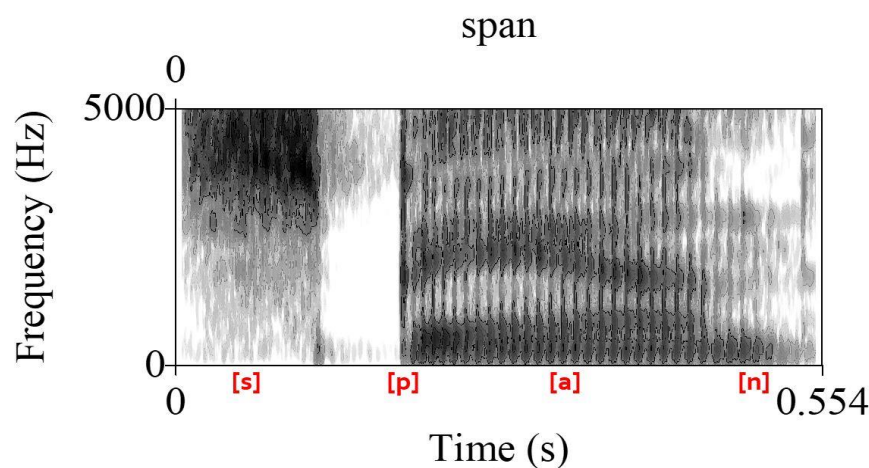 span
0
5000
Frequency (Hz)
0
[s] [p] [a] [n]
0 0.554
Time (s)